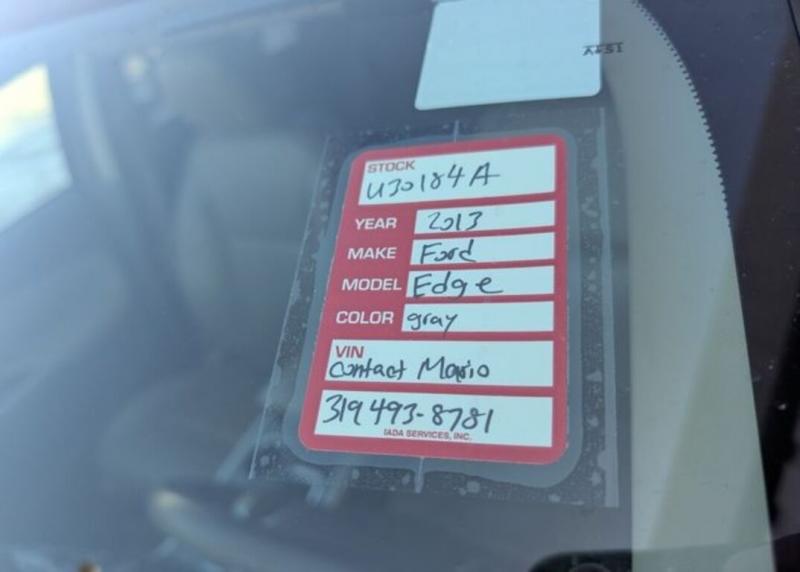 STOCK
U30184A
YEAR 2013
MAKE Ford
MODEL Edge
COLOR gray
VIN
Contact Mario
319 493-8781
IADA SERVICES, INC.